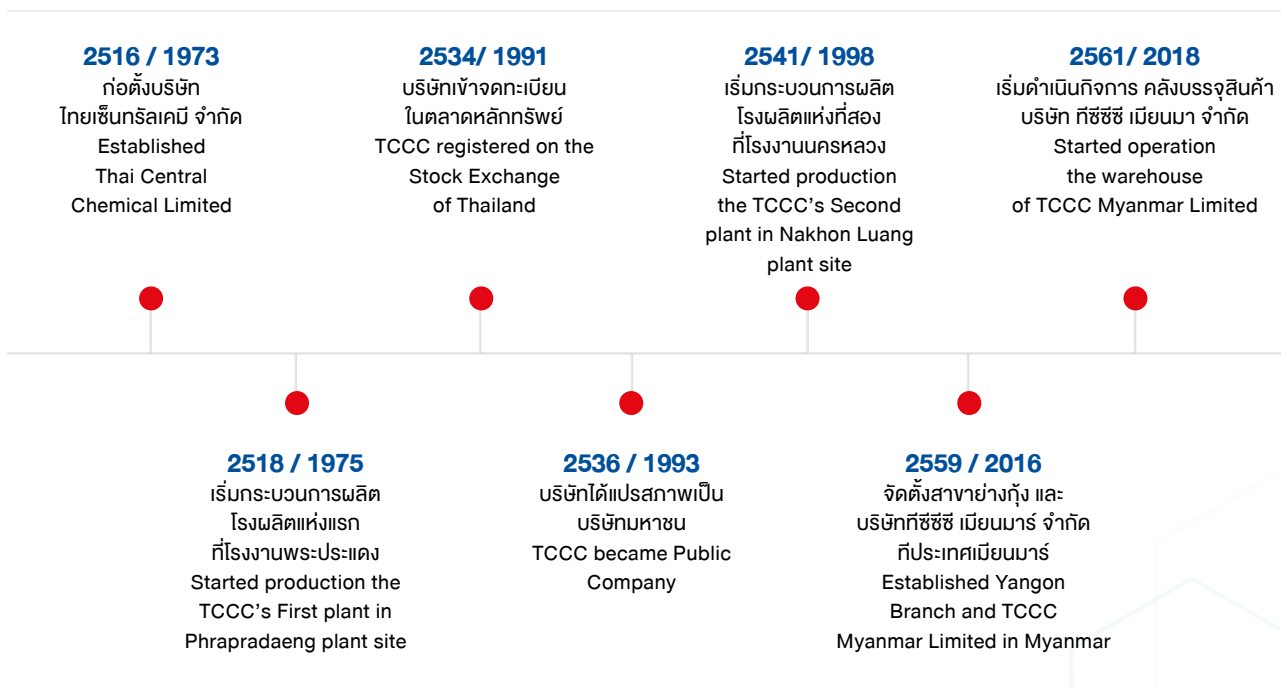 2516 / 1973
ก่อตั้งบริษัท
ไทยเซ็นทรัลเคมี จำกัด
Established
Thai Central
Chemical Limited
2534/ 1991
บริษัทเข้าจดทะเบียน
ในตลาดหลักทรัพย์
TCCC registered on the
Stock Exchange
of Thailand
2541/ 1998
เริ่มกระบวนการผลิต
โรงผลิตแห่งที่สอง
ที่โรงงานนครหลวง
Started production
the TCCC's Second
plant in Nakhon Luang
plant site
2561/ 2018
เริ่มดำเนินกิจการ คลังบรรจุสินค้า
บริษัท ทีซีซีซี เมียนมา จำกัด
Started operation
the warehouse
of TCCC Myanmar Limited
2518 / 1975
เริ่มกระบวนการผลิต
โรงผลิตแห่งแรก
ที่โรงงานพระประแดง
Started production the
TCCC's First plant in
Phrapradaeng plant site
2536 / 1993
บริษัทได้แปรสภาพเป็น
บริษัทมหาชน
TCCC became Public
Company
2559 / 2016
จัดตั้งสาขาย่างกุ้ง และ
บริษัททีซีซีซี เมียนมาร์ จำกัด
ทีประเทศเมียนมาร์
Established Yangon
Branch and TCCC
Myanmar Limited in Myanmar